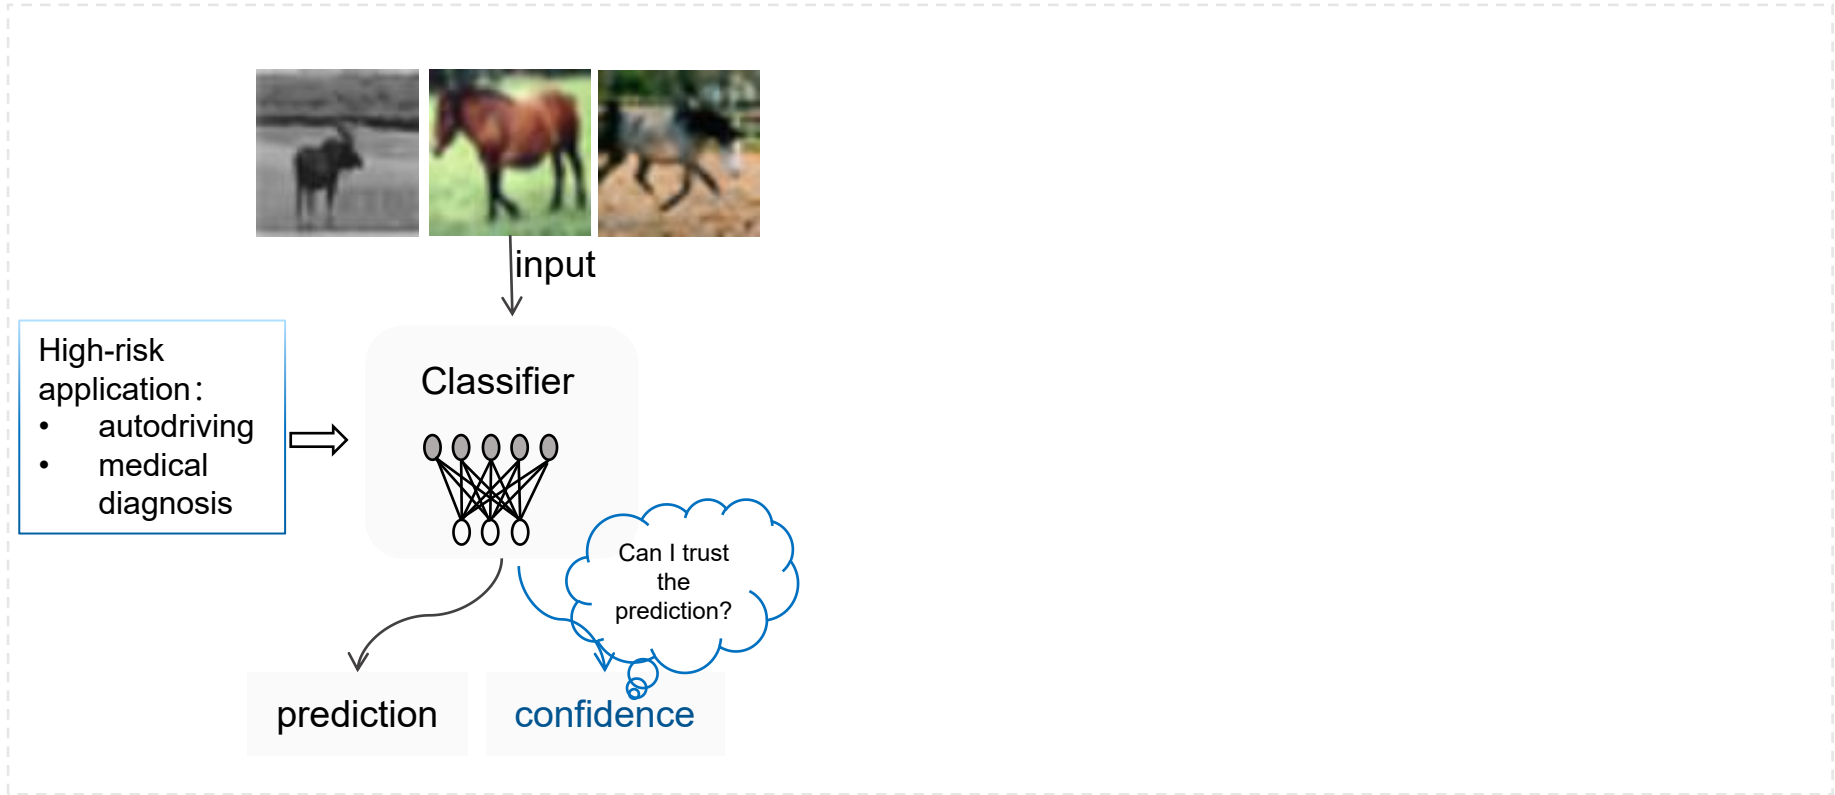 input
High-risk
application：
• autodriving
• medical
diagnosis
Classifier
Can I trust
the
prediction?
prediction
confidence